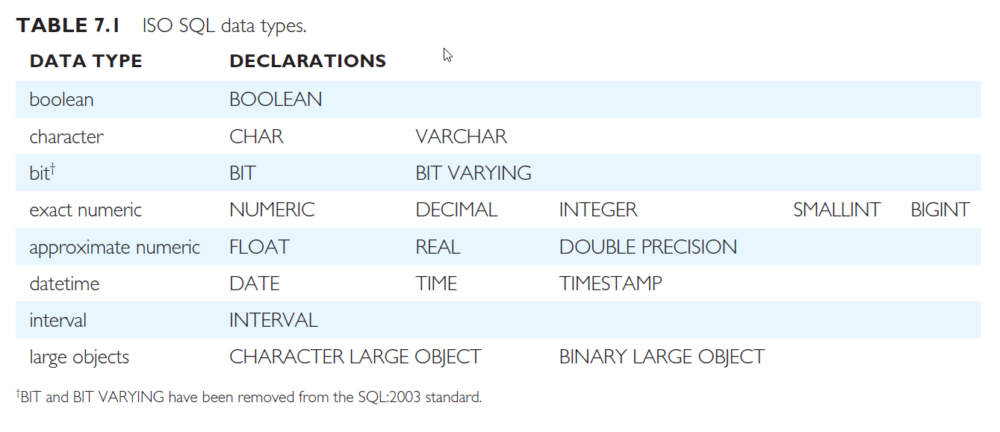 TABLE 7.1 ISO SQL data types.
DATA TYPE DECLARATIONS
boolean BOOLEAN
character CHAR VARCHAR
bit† BIT BIT VARYING
exact numeric NUMERIC DECIMAL INTEGER SMALLINT BIGINT
approximate numeric FLOAT REAL DOUBLE PRECISION
datetime DATE TIME TIMESTAMP
interval INTERVAL
large objects CHARACTER LARGE OBJECT BINARY LARGE OBJECT
†BIT and BIT VARYING have been removed from the SQL:2003 standard.